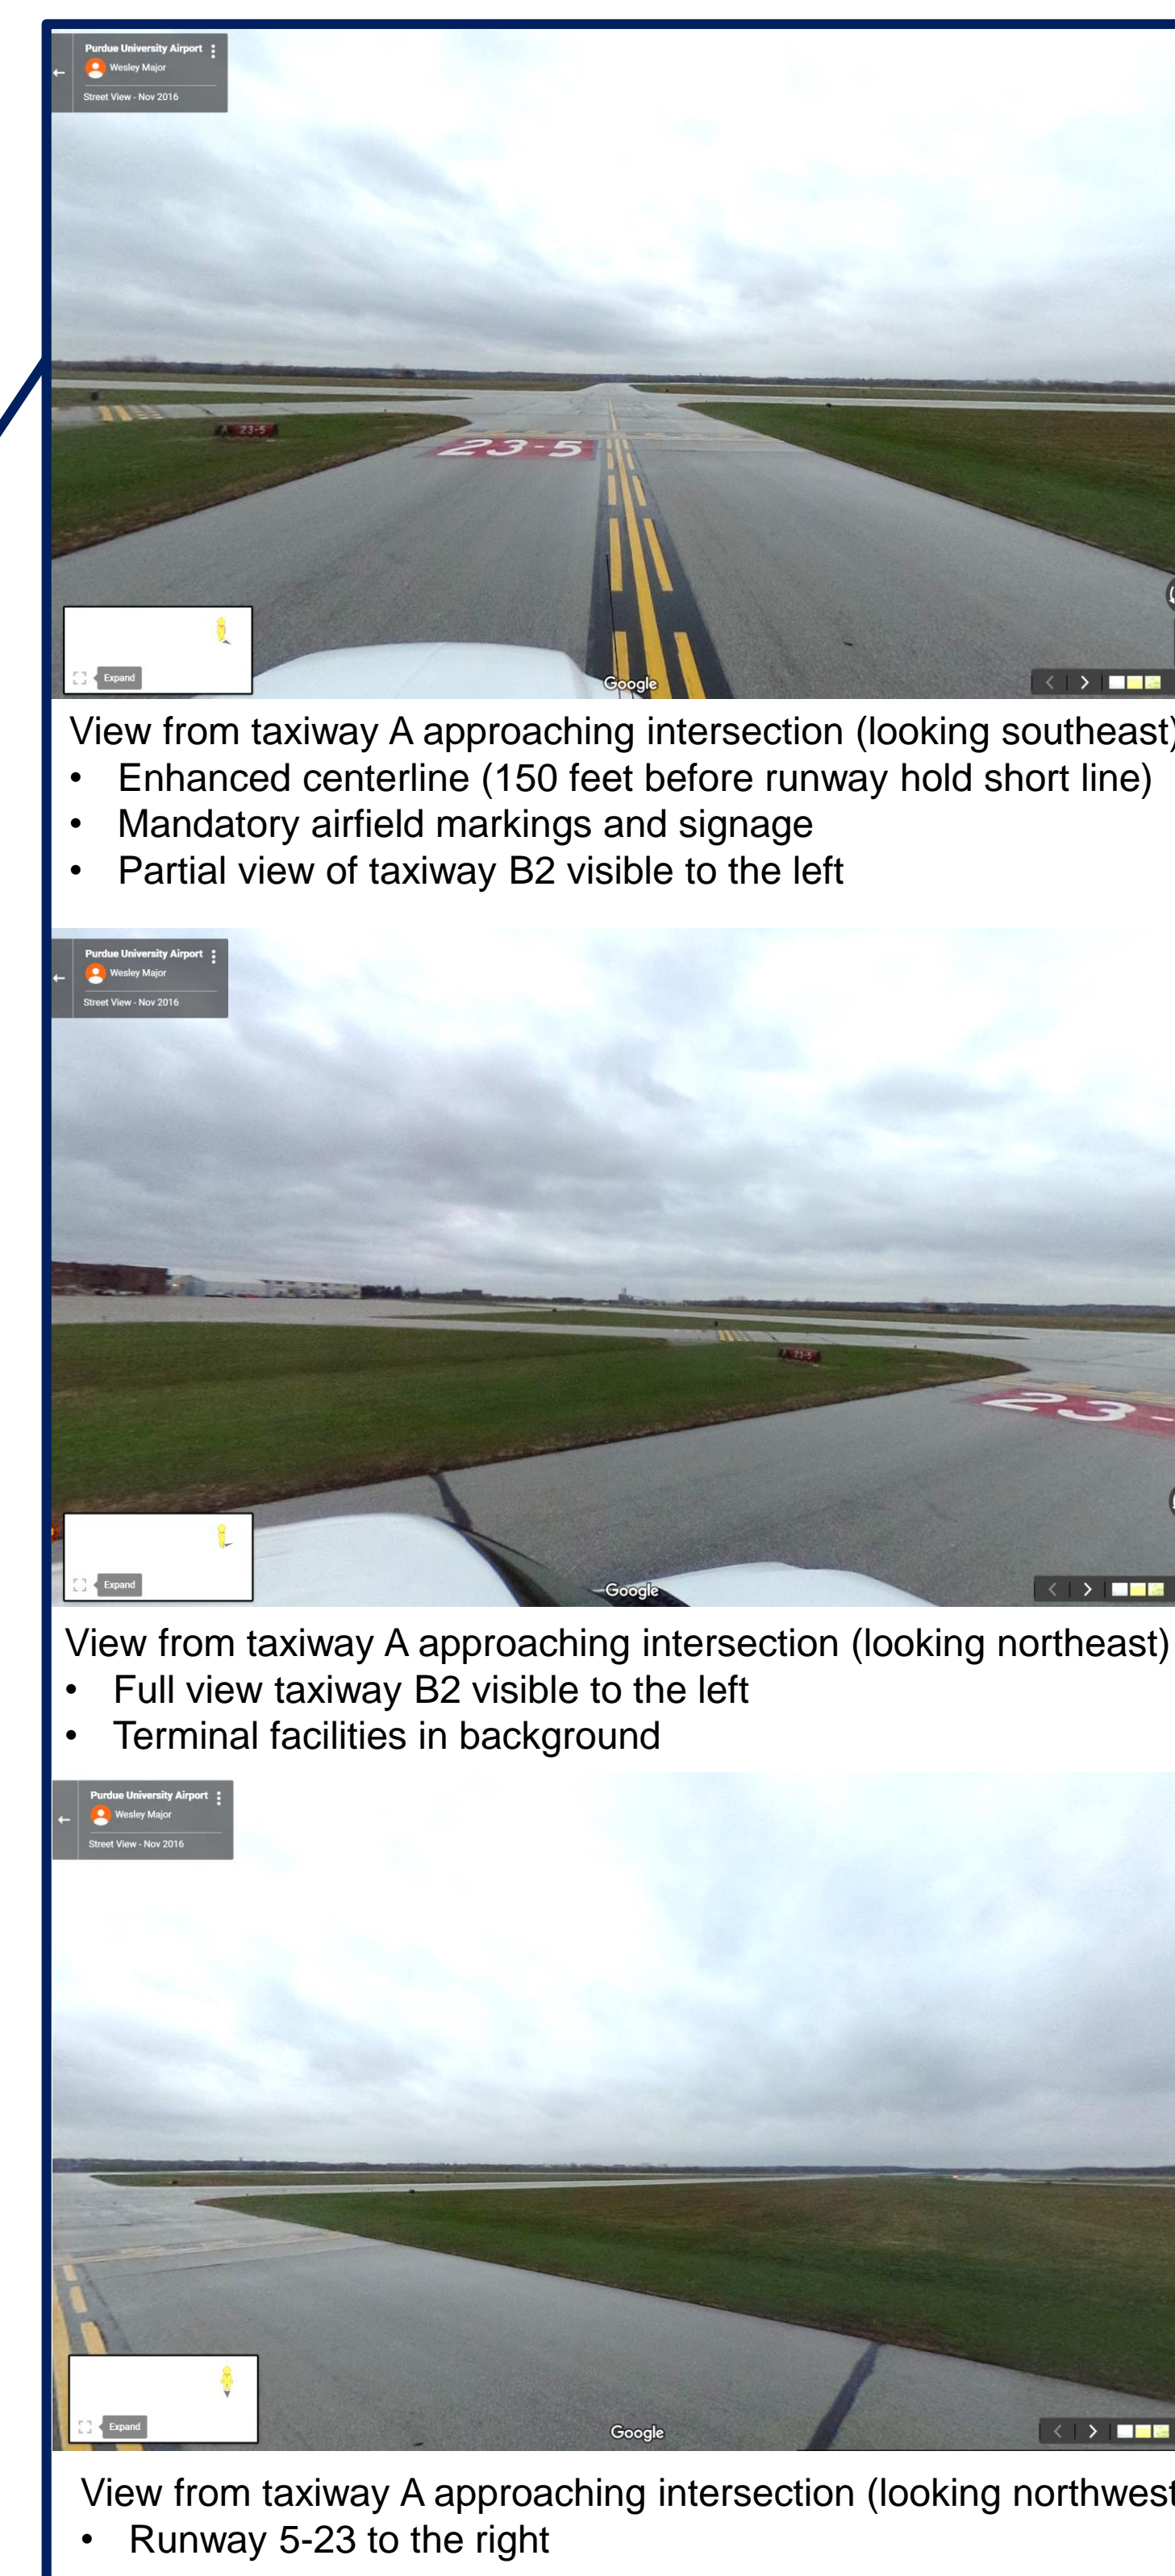 Purdue University Airport
Wesley Major
Street View - Nov 2016
A 23-5
23-5
Expand
Google
View from taxiway A approaching intersection (looking southeast)
• Enhanced centerline (150 feet before runway hold short line)
• Mandatory airfield markings and signage
• Partial view of taxiway B2 visible to the left
Purdue University Airport
Wesley Major
Street View - Nov 2016
A 23-5
23-
Expand
Google
View from taxiway A approaching intersection (looking northeast)
• Full view taxiway B2 visible to the left
• Terminal facilities in background
Purdue University Airport
Wesley Major
Street View - Nov 2016
Expand
Google
View from taxiway A approaching intersection (looking northwest
• Runway 5-23 to the right